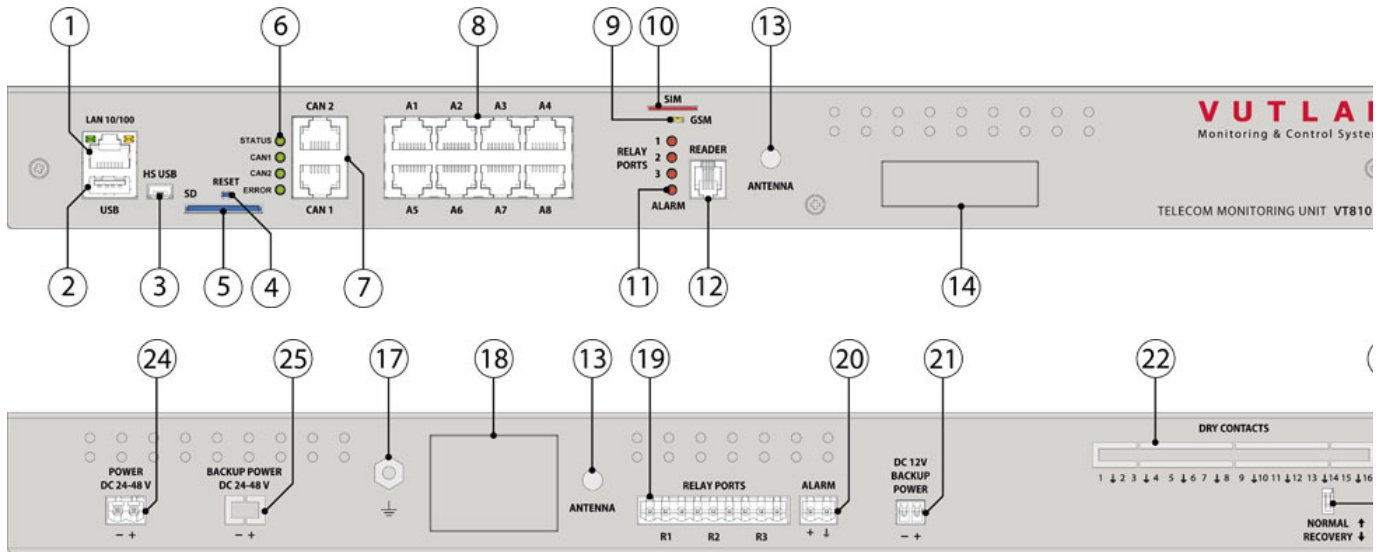 1 6 8 9 10 13
LAN 10/100
CAN 2
A1 A2 A3 A4
SIM
GSM
VUTLA
Monitoring & Control System
STATUS
CAN1
CAN2
ERROR
HS USB
RESET
SD
USB
CAN 1
A5 A6 A7 A8
RELAY
PORTS
1
2
3
READER
ALARM
ANTENNA
TELECOM MONITORING UNIT VT810
2 3 5 4 7 11 12 14
24 25 17 18 13 19 20 21 22
DRY CONTACTS
POWER
DC 24-48 V
- +
BACKUP POWER
DC 24-48 V
- +
ANTENNA
RELAY PORTS
R1 R2 R3
ALARM
+
DC 12V
BACKUP
POWER
- +
1 ↓ 2 3 ↓ 4 5 ↓ 6 7 ↓ 8 9 ↓ 10 11 ↓ 12 13 ↓ 14 15 ↓ 16
NORMAL ↑
RECOVERY ↓